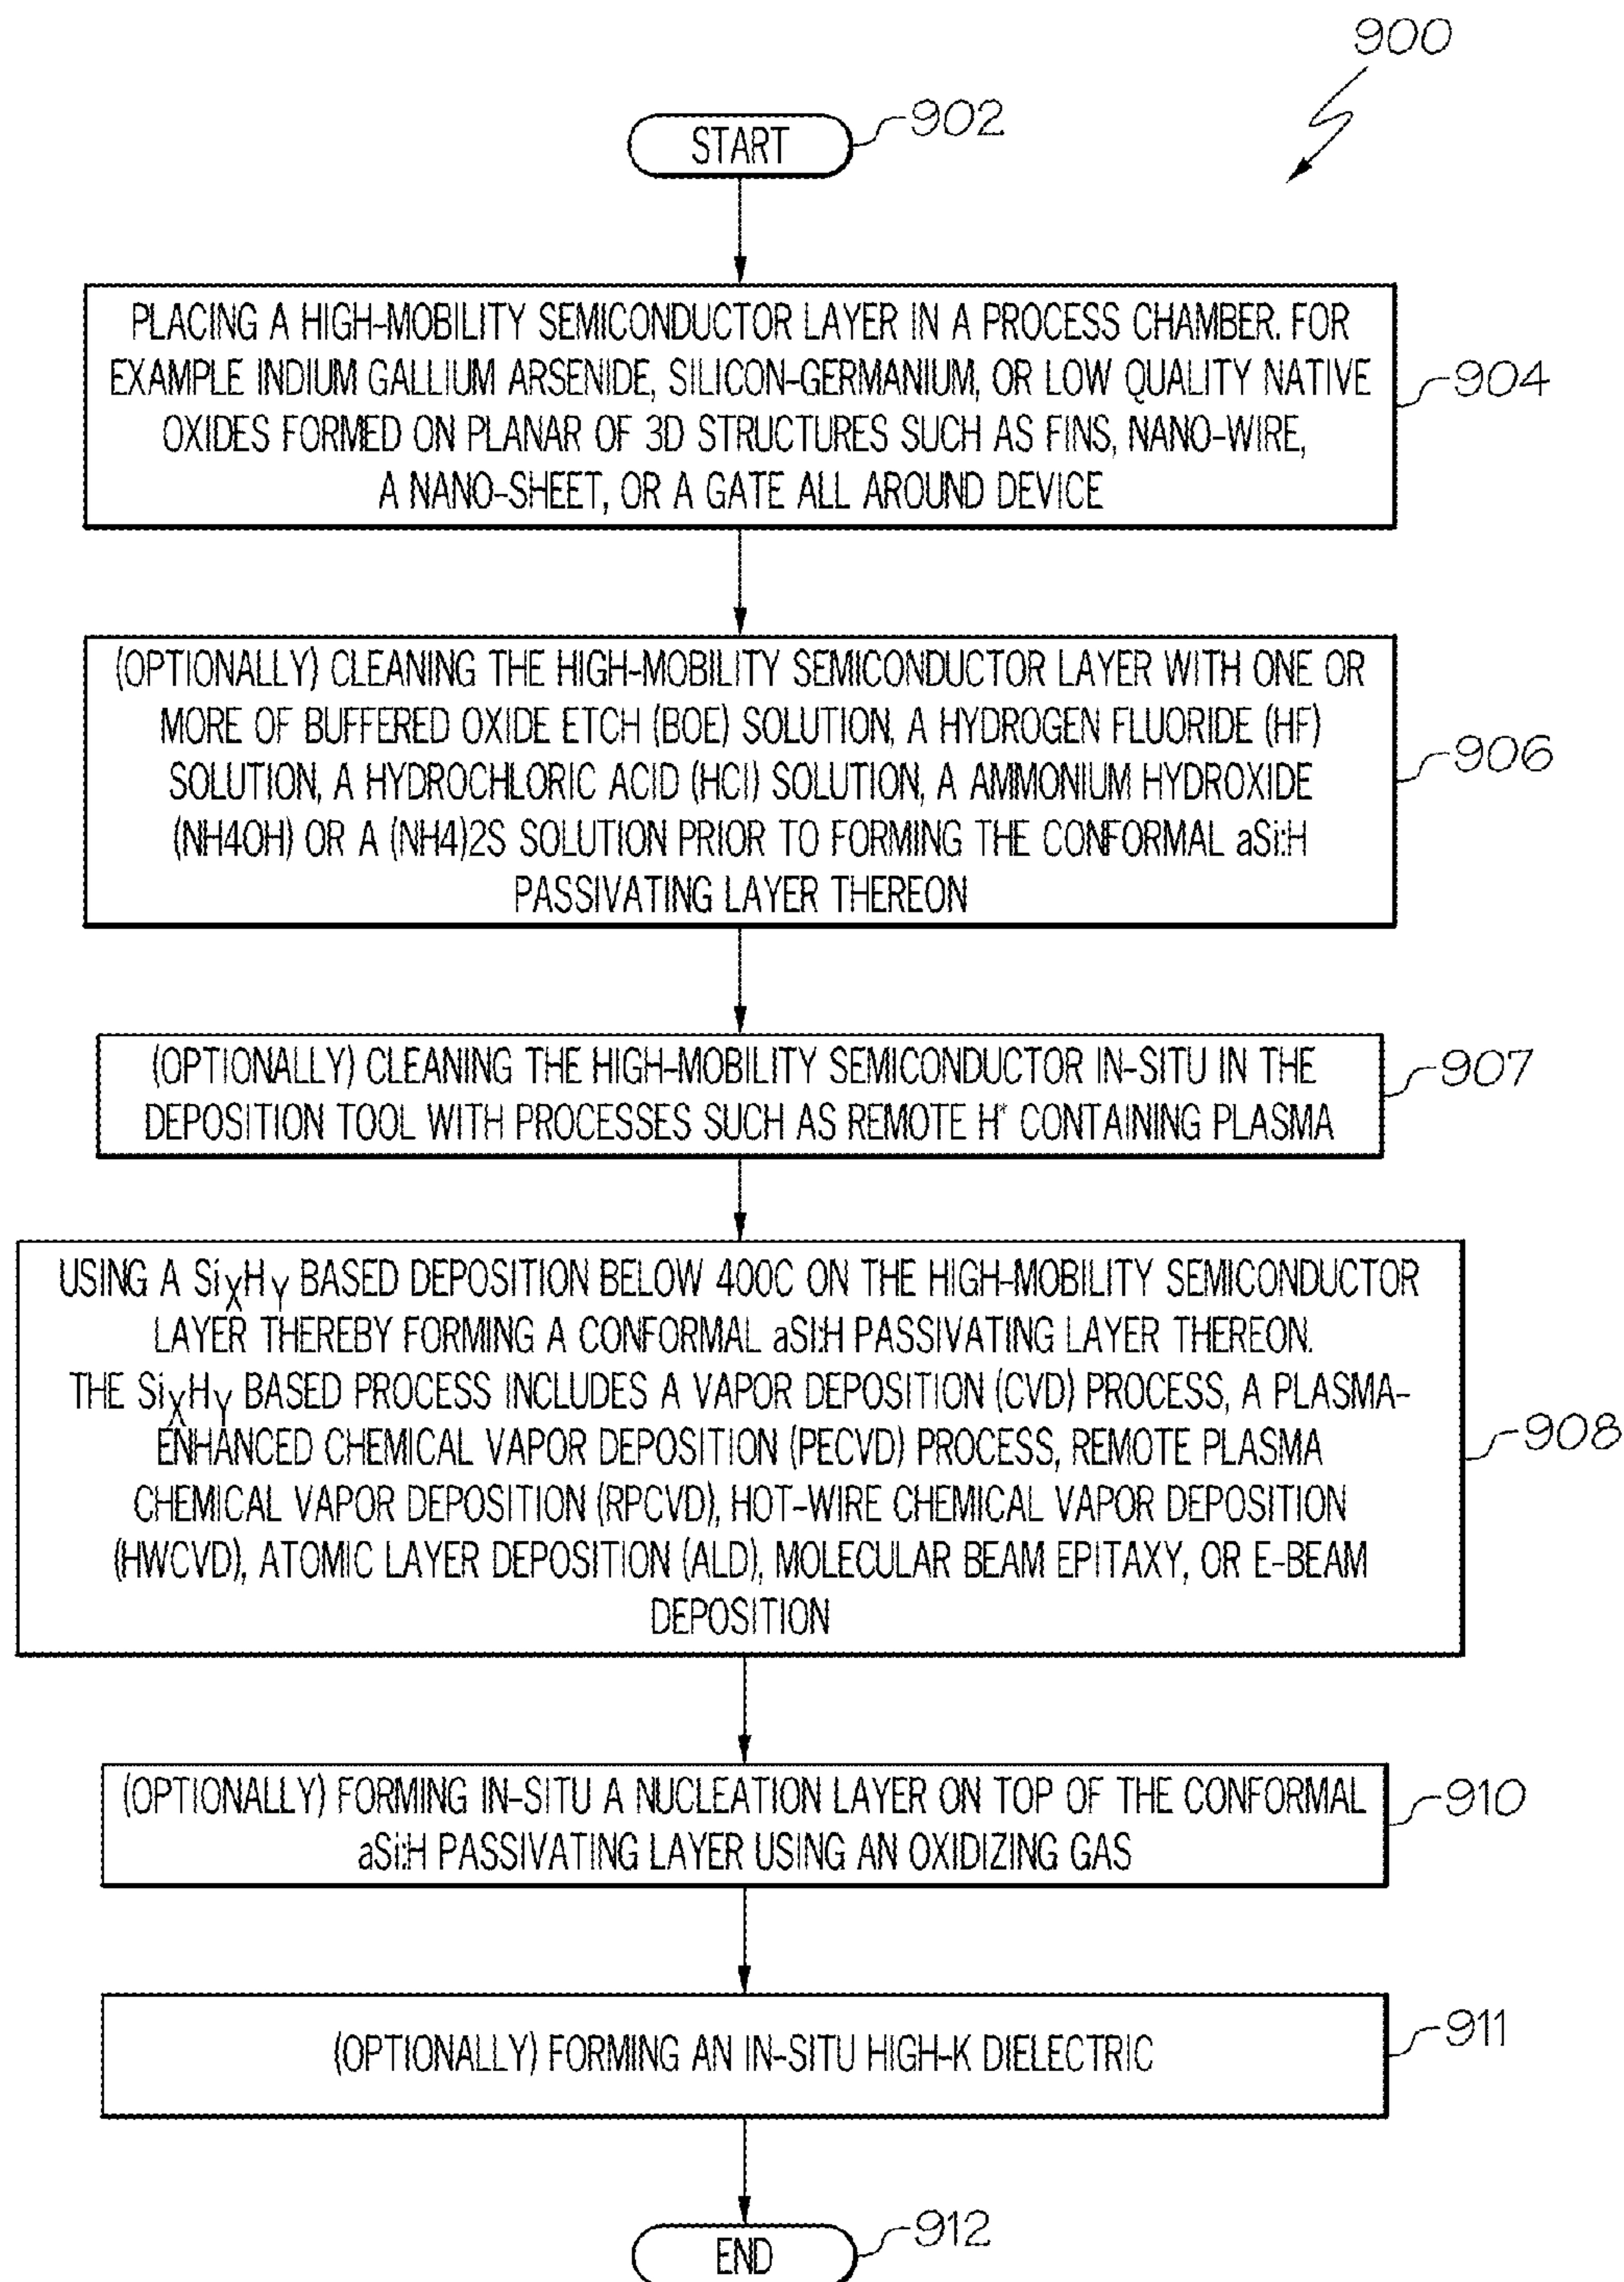 900
START
902
PLACING A HIGH-MOBILITY SEMICONDUCTOR LAYER IN A PROCESS CHAMBER. FOR
EXAMPLE INDIUM GALLIUM ARSENIDE, SILICON-GERMANIUM, OR LOW QUALITY NATIVE
OXIDES FORMED ON PLANAR OF 3D STRUCTURES SUCH AS FINS, NANO-WIRE,
A NANO-SHEET, OR A GATE ALL AROUND DEVICE
904
(OPTIONALLY) CLEANING THE HIGH-MOBILITY SEMICONDUCTOR LAYER WITH ONE OR
MORE OF BUFFERED OXIDE ETCH (BOE) SOLUTION, A HYDROGEN FLUORIDE (HF)
SOLUTION, A HYDROCHLORIC ACID (HCl) SOLUTION, A AMMONIUM HYDROXIDE
(NH4OH) OR A (NH4)2S SOLUTION PRIOR TO FORMING THE CONFORMAL aSi:H
PASSIVATING LAYER THEREON
906
(OPTIONALLY) CLEANING THE HIGH-MOBILITY SEMICONDUCTOR IN-SITU IN THE
DEPOSITION TOOL WITH PROCESSES SUCH AS REMOTE H* CONTAINING PLASMA
907
USING A SiXHY BASED DEPOSITION BELOW 400C ON THE HIGH-MOBILITY SEMICONDUCTOR
LAYER THEREBY FORMING A CONFORMAL aSi:H PASSIVATING LAYER THEREON.
THE SiXHY BASED PROCESS INCLUDES A VAPOR DEPOSITION (CVD) PROCESS, A PLASMA-
ENHANCED CHEMICAL VAPOR DEPOSITION (PECVD) PROCESS, REMOTE PLASMA
CHEMICAL VAPOR DEPOSITION (RPCVD), HOT-WIRE CHEMICAL VAPOR DEPOSITION
(HWCVD), ATOMIC LAYER DEPOSITION (ALD), MOLECULAR BEAM EPITAXY, OR E-BEAM
DEPOSITION
908
(OPTIONALLY) FORMING IN-SITU A NUCLEATION LAYER ON TOP OF THE CONFORMAL
aSi:H PASSIVATING LAYER USING AN OXIDIZING GAS
910
(OPTIONALLY) FORMING AN IN-SITU HIGH-K DIELECTRIC
911
END
912